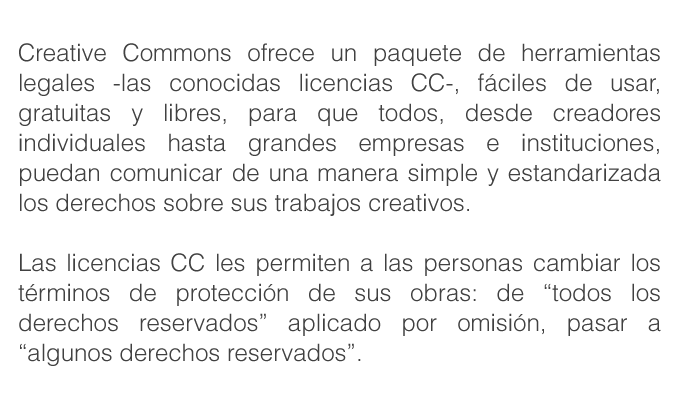 Creative Commons ofrece un paquete de herramientas
legales -las conocidas licencias CC-, fáciles de usar,
gratuitas y libres, para que todos, desde creadores
individuales hasta grandes empresas e instituciones,
puedan comunicar de una manera simple y estandarizada
los derechos sobre sus trabajos creativos.
Las licencias CC les permiten a las personas cambiar los
términos de protección de sus obras: de “todos los
derechos reservados” aplicado por omisión, pasar a
“algunos derechos reservados”.